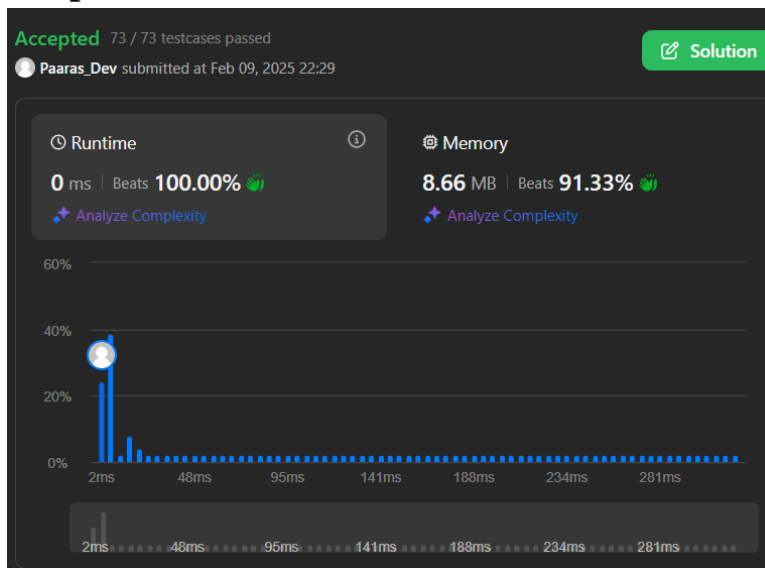 Accepted 73 / 73 testcases passed
Solution
Paaras_Dev submitted at Feb 09, 2025 22:29
Runtime
0 ms | Beats 100.00%
Analyze Complexity
Memory
8.66 MB | Beats 91.33%
Analyze Complexity
60%
40%
20%
0%
2ms 48ms 95ms 141ms 188ms 234ms 281ms
2ms 48ms 95ms 141ms 188ms 234ms 281ms